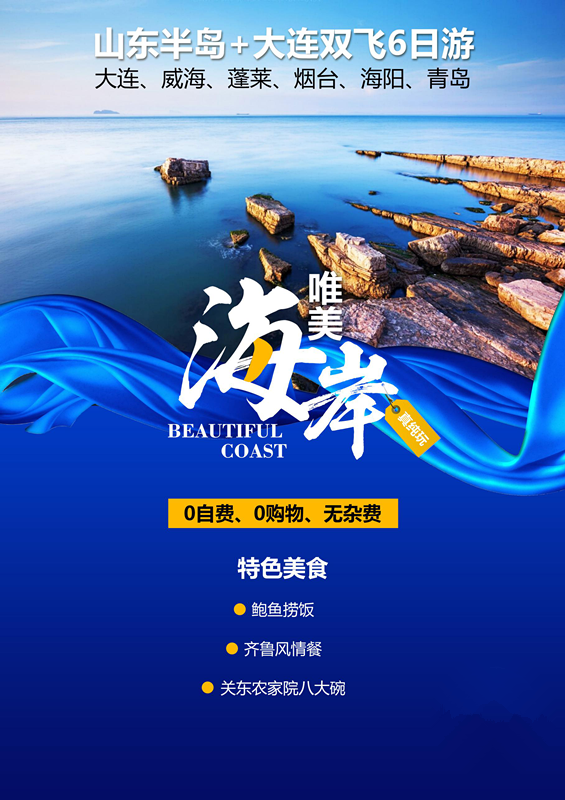 山东半岛+大连双飞6日游
大连、威海、蓬莱、烟台、海阳、青岛
唯美
海岸
真纯玩
BEAUTIFUL
COAST
0自费、0购物、无杂费
特色美食
鲍鱼捞饭
齐鲁风情餐
关东农家院八大碗